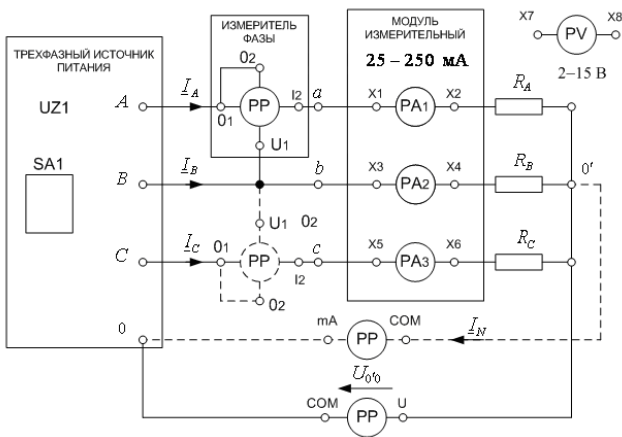 ИЗМЕРИТЕЛЬ
ФАЗЫ
МОДУЛЬ
ИЗМЕРИТЕЛЬНЫЙ
25 – 250 мА
X7
PV
X8
2–15 В
ТРЕХФАЗНЫЙ ИСТОЧНИК
ПИТАНИЯ
UZ1
SA1
A
I_A
0₂
0₁
PP
I2
a
U₁
X1
PA₁
X2
R_A
B
I_B
b
X3
PA₂
X4
R_B
0'
U₁
0₂
C
I_C
0₁
PP
I2
c
0₂
X5
PA₃
X6
R_C
0
mA
PP
COM
I_N
U_{0'0}
COM
PP
U